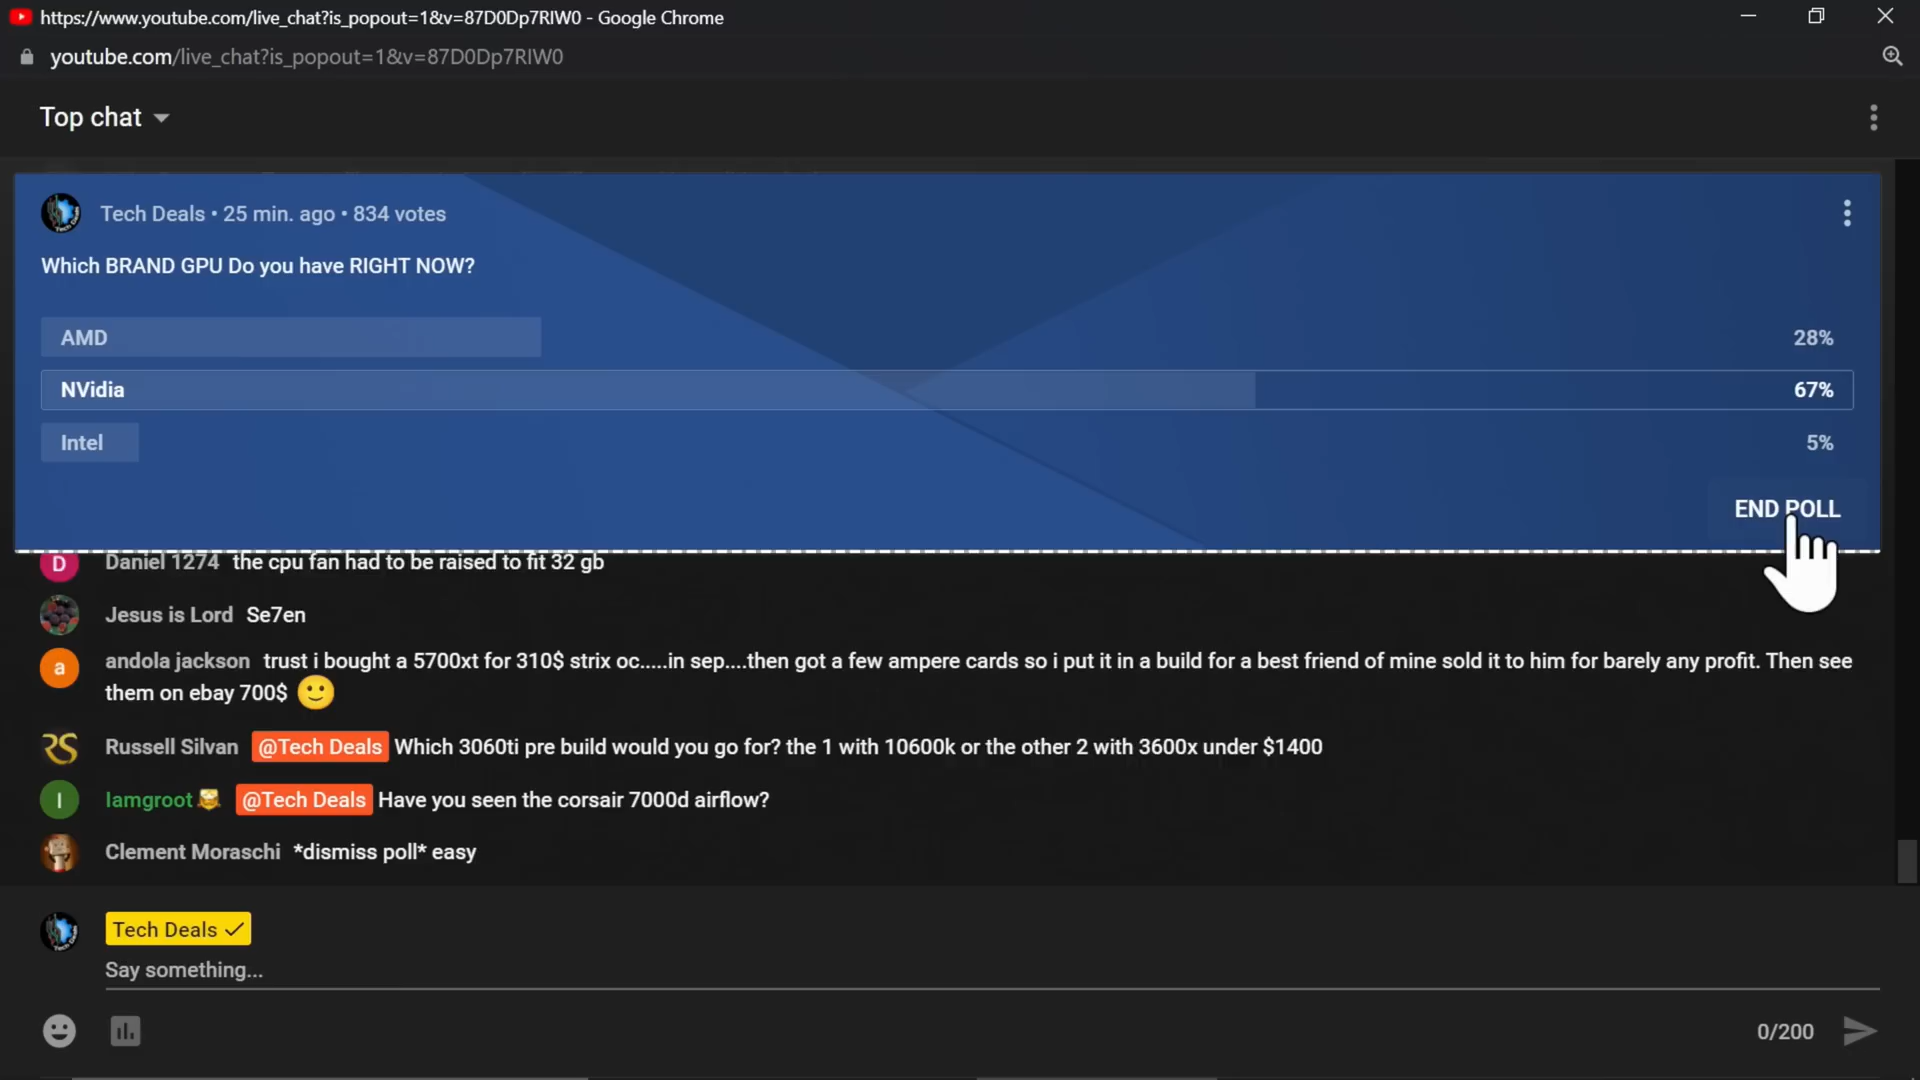 https://www.youtube.com/live_chat?is_popout=1&v=87D0Dp7RIW0 - Google Chrome
youtube.com/live_chat?is_popout=1&v=87D0Dp7RIW0
Top chat
Tech Deals • 25 min. ago • 834 votes
Which BRAND GPU Do you have RIGHT NOW?
AMD 28%
NVidia 67%
Intel 5%
END POLL
D Daniel 1274 the cpu fan had to be raised to fit 32 gb
Jesus is Lord Se7en
a andola jackson trust i bought a 5700xt for 310$ strix oc.....in sep....then got a few ampere cards so i put it in a build for a best friend of mine sold it to him for barely any profit. Then see
them on ebay 700$ 🙂
RS Russell Silvan @Tech Deals Which 3060ti pre build would you go for? the 1 with 10600k or the other 2 with 3600x under $1400
I Iamgroot @Tech Deals Have you seen the corsair 7000d airflow?
Clement Moraschi *dismiss poll* easy
Tech Deals ✓
Say something...
0/200